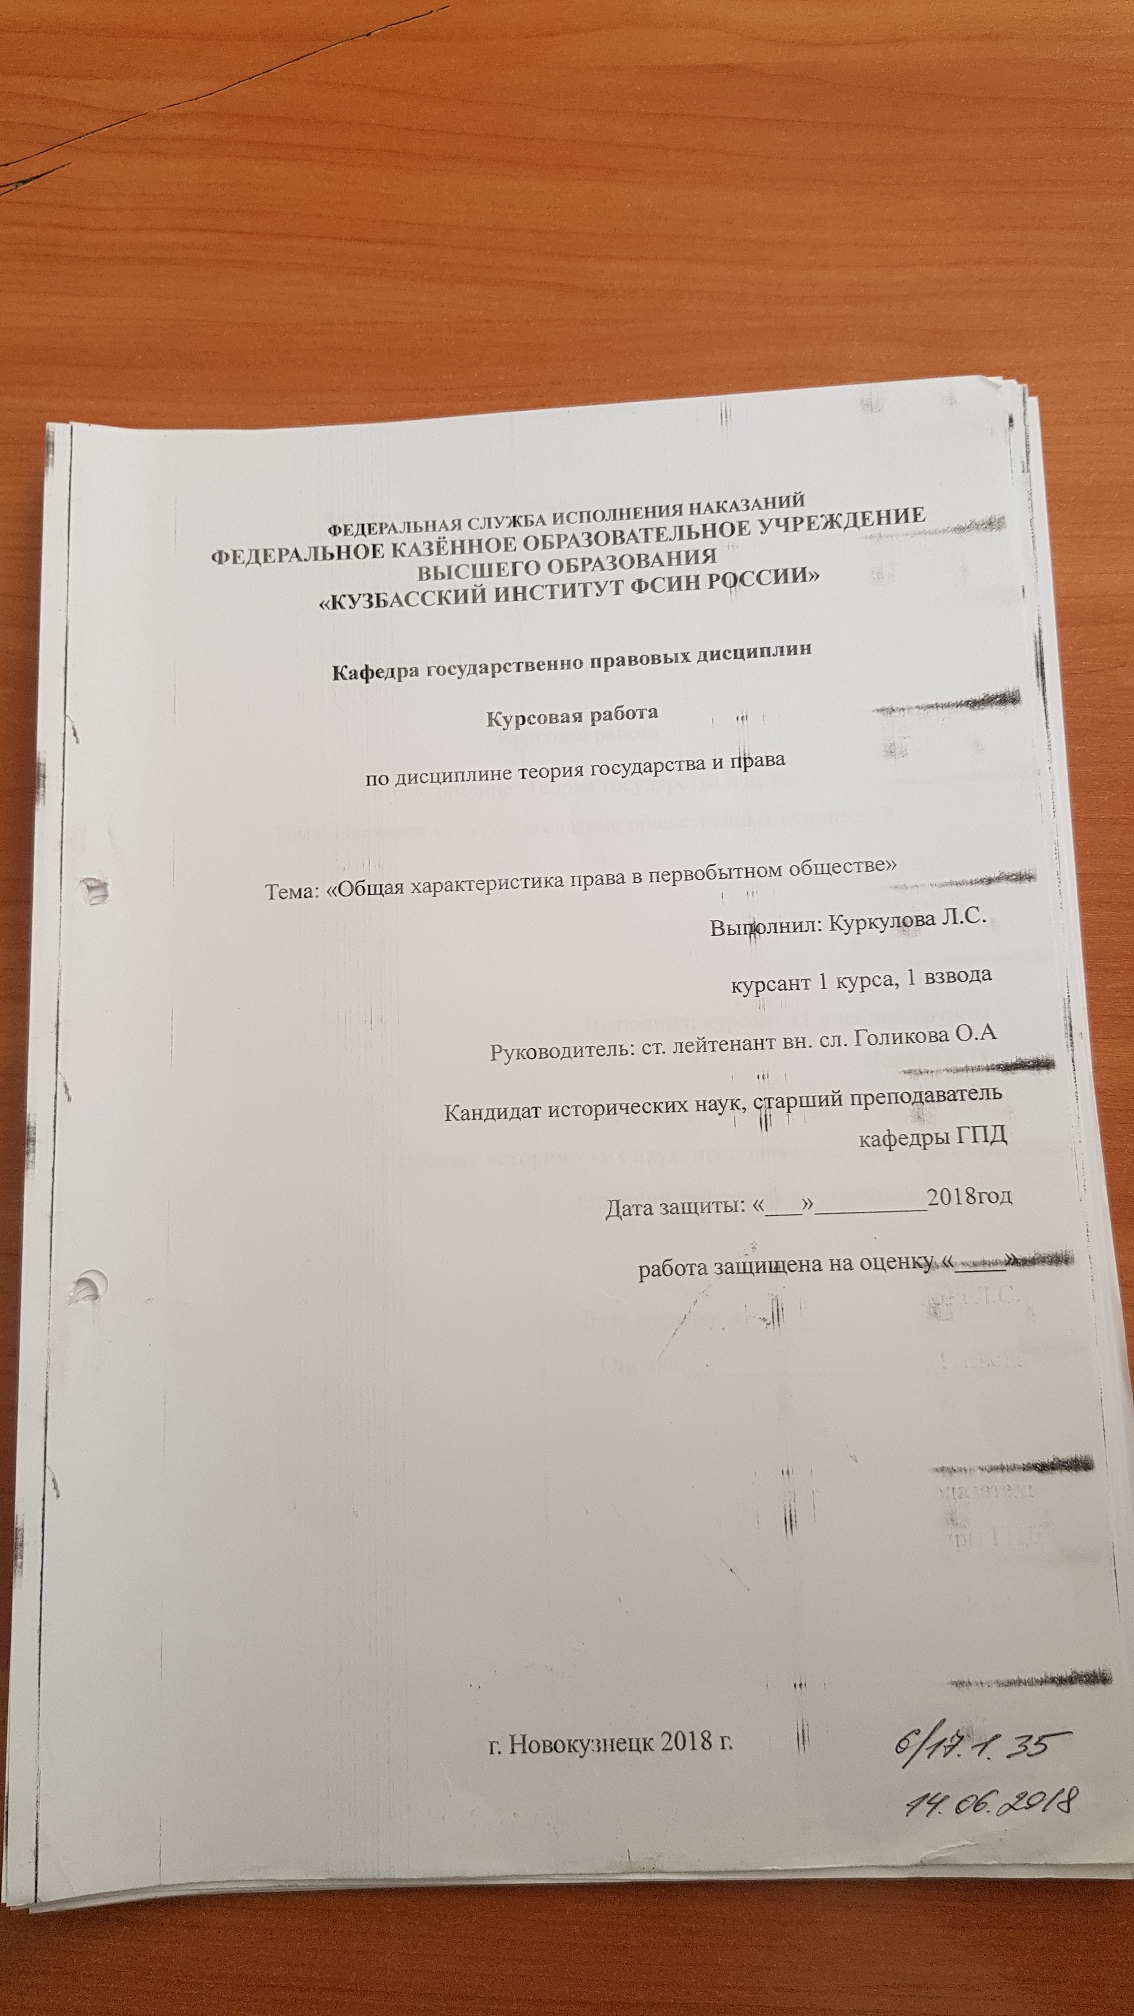 ФЕДЕРАЛЬНАЯ СЛУЖБА ИСПОЛНЕНИЯ НАКАЗАНИЙ
ФЕДЕРАЛЬНОЕ КАЗЁННОЕ ОБРАЗОВАТЕЛЬНОЕ УЧРЕЖДЕНИЕ
ВЫСШЕГО ОБРАЗОВАНИЯ
«КУЗБАССКИЙ ИНСТИТУТ ФСИН РОССИИ»
Кафедра государственно правовых дисциплин
Курсовая работа
по дисциплине теория государства и права
Тема: «Общая характеристика права в первобытном обществе»
Выполнил: Куркулова Л.С.
курсант 1 курса, 1 взвода
Руководитель: ст. лейтенант вн. сл. Голикова О.А
Кандидат исторических наук, старший преподаватель
кафедры ГПД
Дата защиты: «___»_________2018год
работа защищена на оценку «____»
г. Новокузнецк 2018 г.
6/17.1.35
14.06.2018